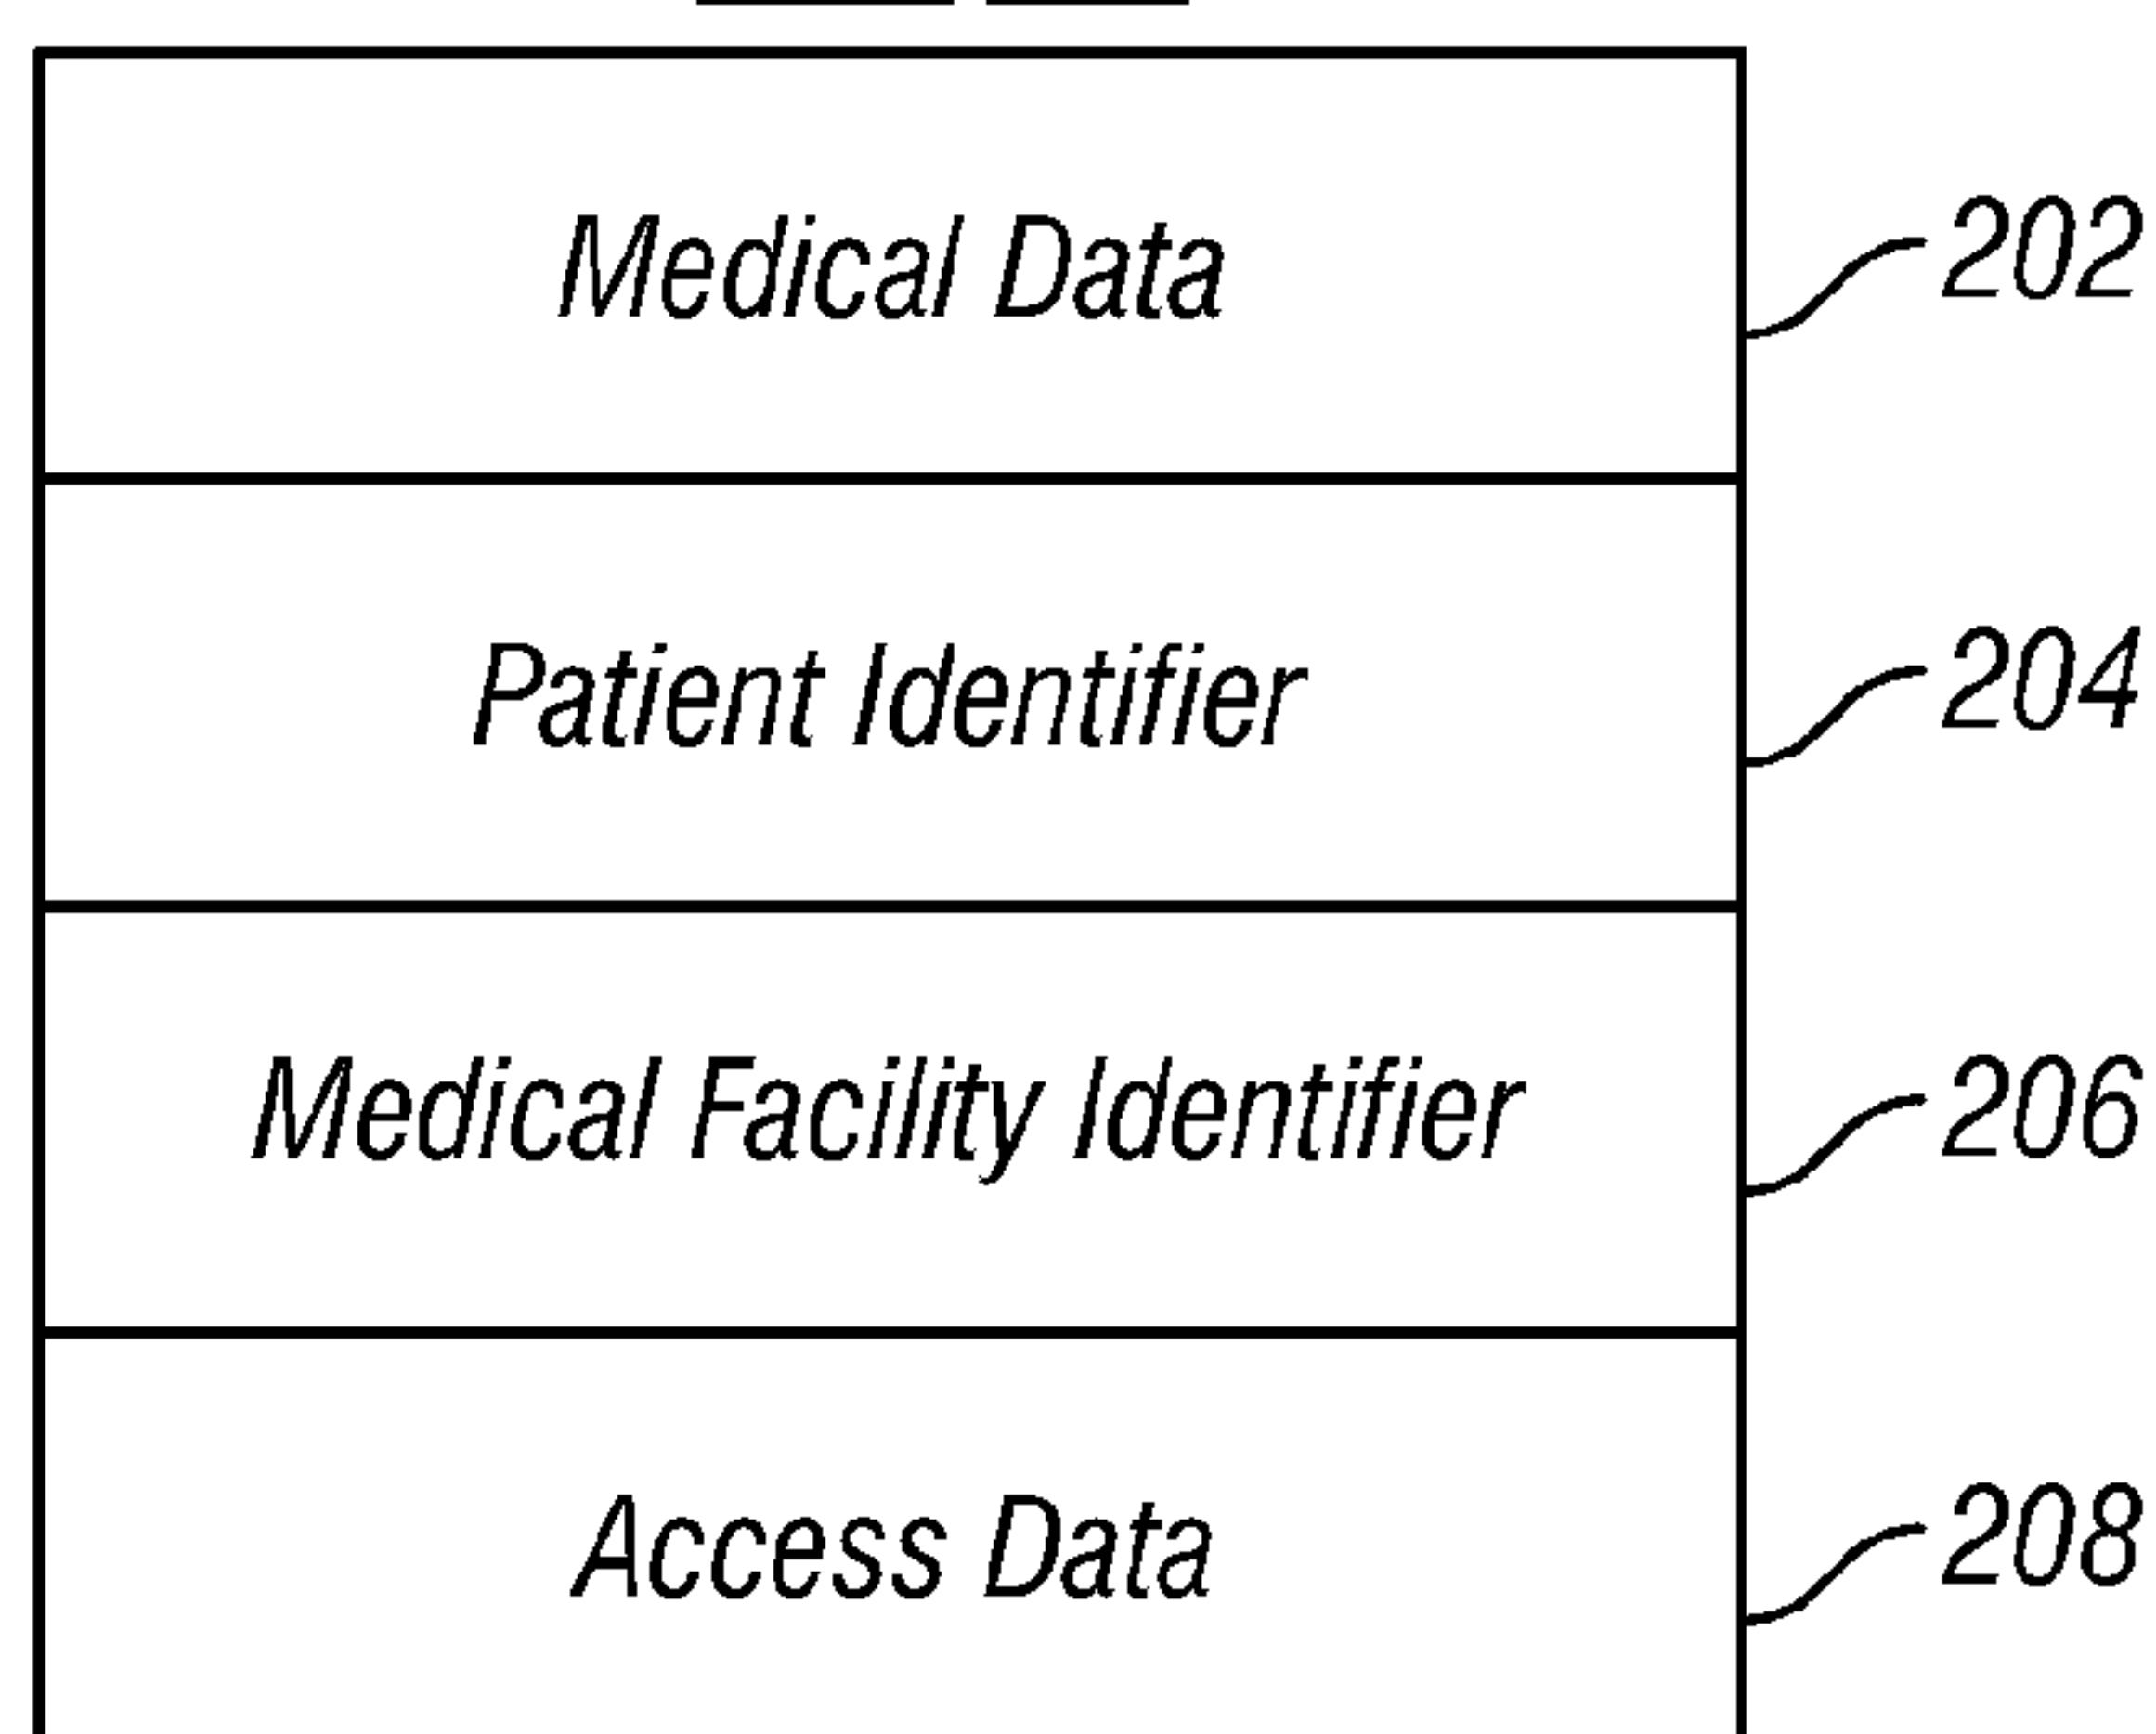 Medical Data 202
Patient Identifier 204
Medical Facility Identifier 206
Access Data 208